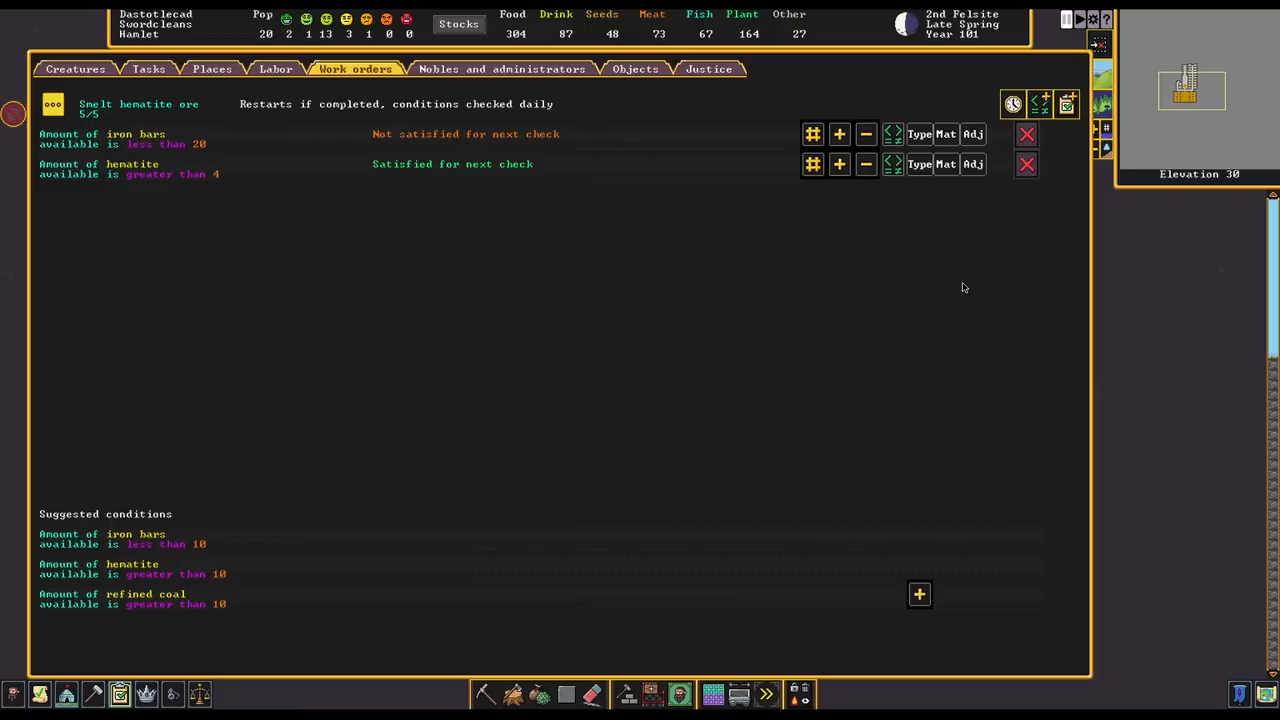 Dastotlecad Pop Food Drink Seeds Meat Fish Plant Other 2nd Felsite
Swordcleans Stocks Late Spring
Hamlet 20 2 1 13 3 1 0 0 304 87 48 73 67 164 27 Year 101
Creatures Tasks Places Labor Work orders Nobles and administrators Objects Justice
Smelt hematite ore Restarts if completed, conditions checked daily
5/5
Amount of iron bars Not satisfied for next check Type Mat Adj
available is less than 20
Amount of hematite Satisfied for next check Type Mat Adj
available is greater than 4
Elevation 30
Suggested conditions
Amount of iron bars
available is less than 10
Amount of hematite
available is greater than 10
Amount of refined coal
available is greater than 10